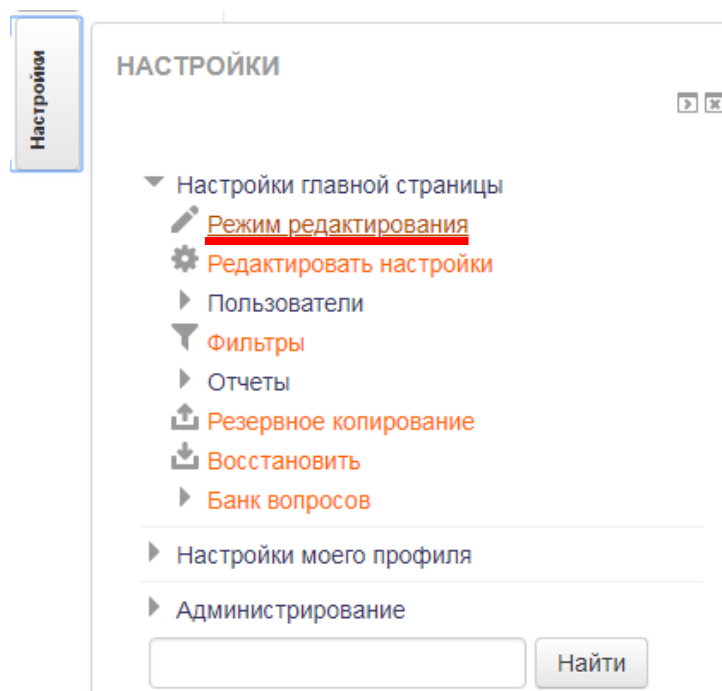 Настройки
НАСТРОЙКИ
Настройки главной страницы
Режим редактирования
Редактировать настройки
Пользователи
Фильтры
Отчеты
Резервное копирование
Восстановить
Банк вопросов
Настройки моего профиля
Администрирование
Найти